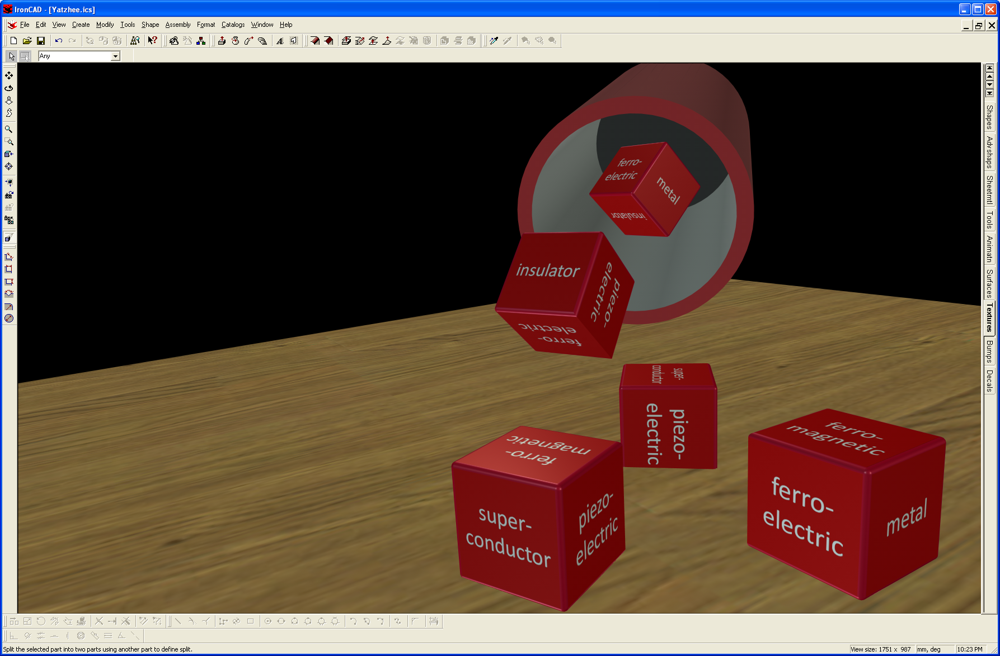 IronCAD - [Yatzhee.ics]
File Edit View Create Modify Tools Shape Assembly Format Catalogs Window Help
Any
Shapes
Advshaps
Sheetmtl
Tools
Animatn
Surfaces
Textures
Bumps
Decals
ferro-
electric
metal
insulator
insulator
piezo-
electric
ferro-
electric
super-
conductor
piezo-
electric
ferro-
magnetic
super-
conductor
piezo-
electric
ferro-
magnetic
ferro-
electric
metal
Split the selected part into two parts using another part to define split.
View size: 1751 x 987
mm, deg
10:23 PM